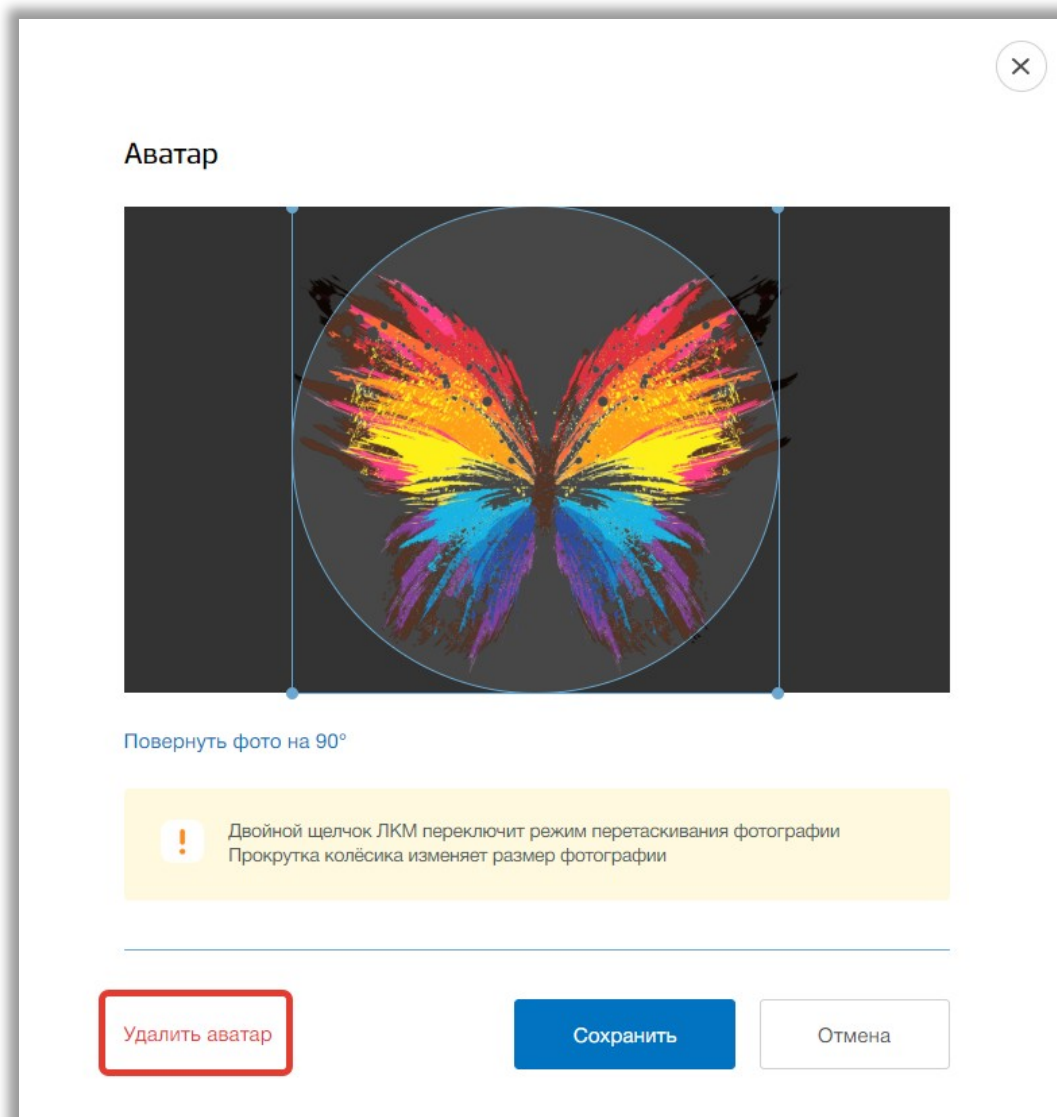 Аватар
Повернуть фото на 90°
Двойной щелчок ЛКМ переключит режим перетаскивания фотографии
Прокрутка колёсика изменяет размер фотографии
Удалить аватар
Сохранить
Отмена